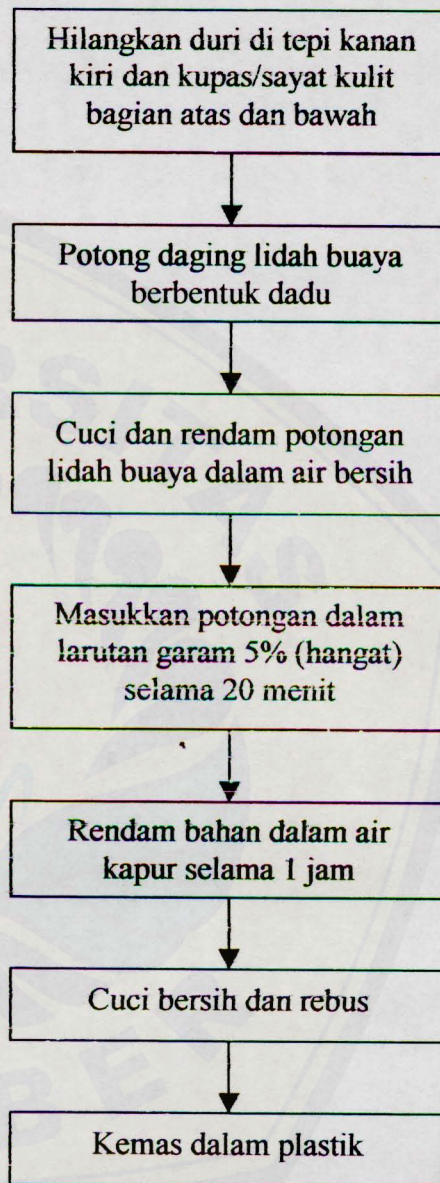 Hilangkan duri di tepi kanan
kiri dan kupas/sayat kulit
bagian atas dan bawah
Potong daging lidah buaya
berbentuk dadu
Cuci dan rendam potongan
lidah buaya dalam air bersih
Masukkan potongan dalam
larutan garam 5% (hangat)
selama 20 menit
Rendam bahan dalam air
kapur selama 1 jam
Cuci bersih dan rebus
Kemas dalam plastik